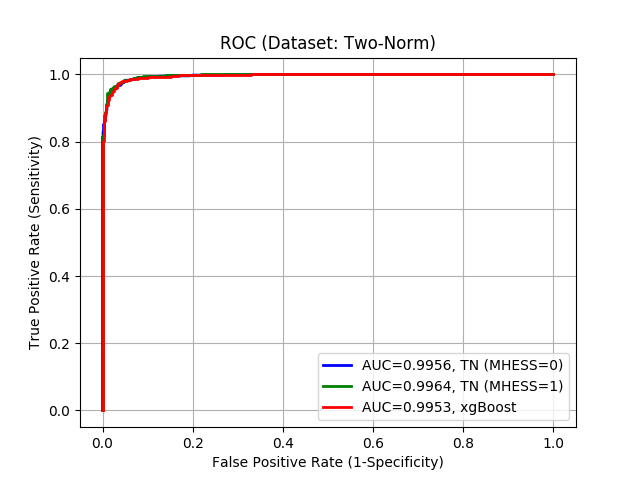 ROC (Dataset: Two-Norm)
True Positive Rate (Sensitivity)
1.0
0.8
0.6
0.4
0.2
0.0
AUC=0.9956, TN (MHESS=0)
AUC=0.9964, TN (MHESS=1)
AUC=0.9953, xgBoost
0.0 0.2 0.4 0.6 0.8 1.0
False Positive Rate (1-Specificity)